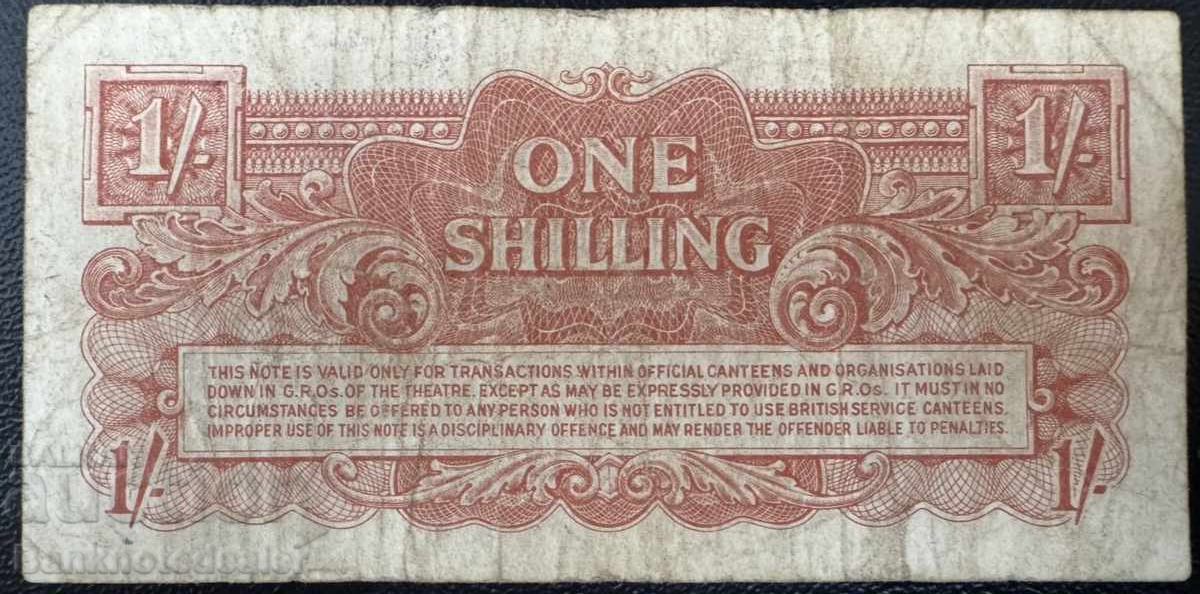 1/- 1/-
ONE
SHILLING
THIS NOTE IS VALID ONLY FOR TRANSACTIONS WITHIN OFFICIAL CANTEENS AND ORGANISATIONS LAID
DOWN IN G.R.Os. OF THE THEATRE. EXCEPT AS MAY BE EXPRESSLY PROVIDED IN G.R.Os. IT MUST IN NO
CIRCUMSTANCES BE OFFERED TO ANY PERSON WHO IS NOT ENTITLED TO USE BRITISH SERVICE CANTEENS.
IMPROPER USE OF THIS NOTE IS A DISCIPLINARY OFFENCE AND MAY RENDER THE OFFENDER LIABLE TO PENALTIES.
1/- 1/-
Banknotedealer